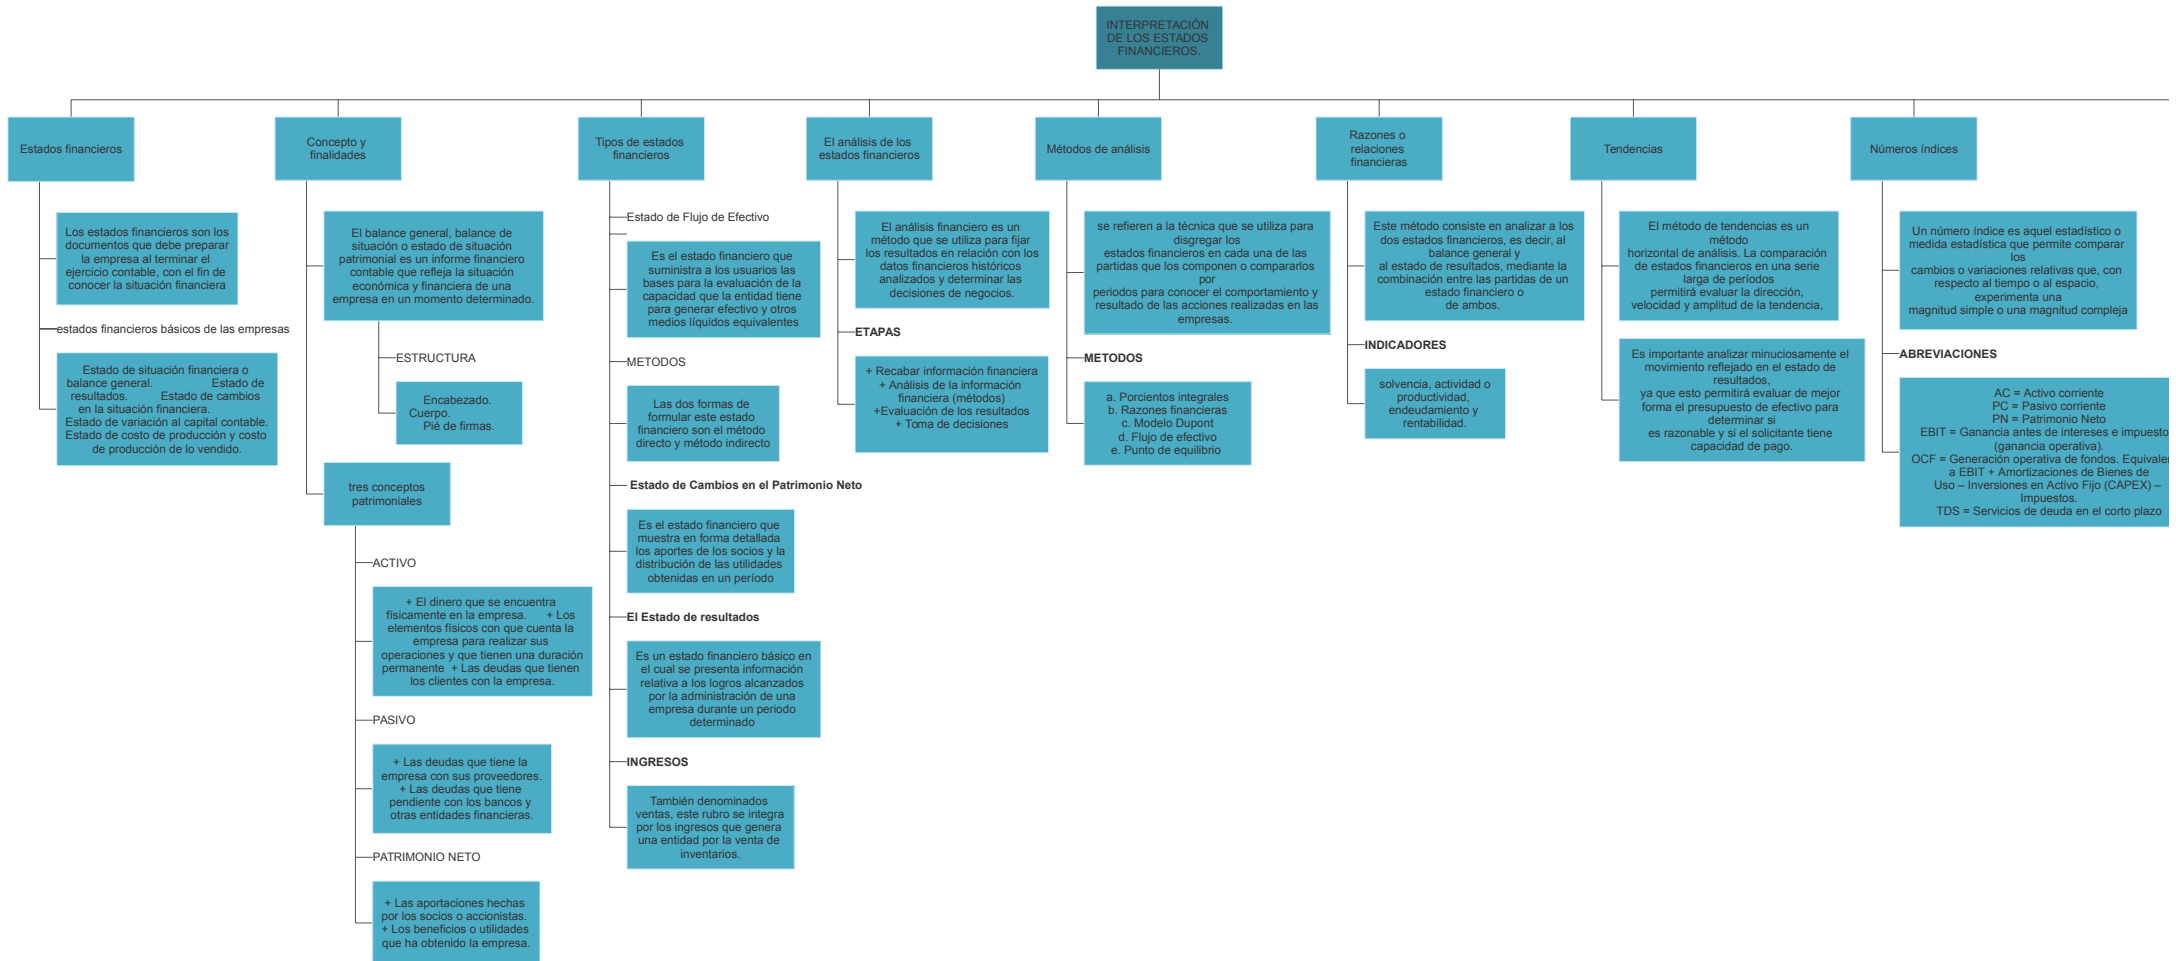 INTERPRETACIÓN
DE LOS ESTADOS
FINANCIEROS.
Estados financieros
Los estados financieros son los
documentos que debe preparar
la empresa al terminar el
ejercicio contable, con el fin de
conocer la situación financiera
estados financieros básicos de las empresas
Estado de situación financiera o
balance general. Estado de
resultados. Estado de cambios
en la situación financiera.
Estado de variación al capital contable.
Estado de costo de producción y costo
de producción de lo vendido.
Concepto y
finalidades
El balance general, balance de
situación o estado de situación
patrimonial es un informe financiero
contable que refleja la situación
económica y financiera de una
empresa en un momento determinado.
ESTRUCTURA
Encabezado.
Cuerpo.
Pié de firmas.
tres conceptos
patrimoniales
ACTIVO
+ El dinero que se encuentra
físicamente en la empresa. + Los
elementos físicos con que cuenta la
empresa para realizar sus
operaciones y que tienen una duración
permanente + Las deudas que tienen
los clientes con la empresa.
PASIVO
+ Las deudas que tiene la
empresa con sus proveedores.
+ Las deudas que tiene
pendiente con los bancos y
otras entidades financieras.
PATRIMONIO NETO
+ Las aportaciones hechas
por los socios o accionistas.
+ Los beneficios o utilidades
que ha obtenido la empresa.
Tipos de estados
financieros
Estado de Flujo de Efectivo
Es el estado financiero que
suministra a los usuarios las
bases para la evaluación de la
capacidad que la entidad tiene
para generar efectivo y otros
medios líquidos equivalentes
METODOS
Las dos formas de
formular este estado
financiero son el método
directo y método indirecto
Estado de Cambios en el Patrimonio Neto
Es el estado financiero que
muestra en forma detallada
los aportes de los socios y la
distribución de las utilidades
obtenidas en un período
El Estado de resultados
Es un estado financiero básico en
el cual se presenta información
relativa a los logros alcanzados
por la administración de una
empresa durante un periodo
determinado
INGRESOS
También denominados
ventas, este rubro se integra
por los ingresos que genera
una entidad por la venta de
inventarios.
El análisis de los
estados financieros
El análisis financiero es un
método que se utiliza para fijar
los resultados en relación con los
datos financieros históricos
analizados y determinar las
decisiones de negocios.
ETAPAS
+ Recabar información financiera
+ Análisis de la información
financiera (métodos)
+Evaluación de los resultados
+ Toma de decisiones
Métodos de análisis
se refieren a la técnica que se utiliza para
disgregar los
estados financieros en cada una de las
partidas que los componen o compararlos
por
periodos para conocer el comportamiento y
resultado de las acciones realizadas en las
empresas.
METODOS
a. Porcientos integrales
b. Razones financieras
c. Modelo Dupont
d. Flujo de efectivo
e. Punto de equilibrio
Razones o
relaciones
financieras
Este método consiste en analizar a los
dos estados financieros, es decir, al
balance general y
al estado de resultados, mediante la
combinación entre las partidas de un
estado financiero o
de ambos.
INDICADORES
solvencia, actividad o
productividad,
endeudamiento y
rentabilidad.
Tendencias
El método de tendencias es un
método
horizontal de análisis. La comparación
de estados financieros en una serie
larga de períodos
permitirá evaluar la dirección,
velocidad y amplitud de la tendencia,
Es importante analizar minuciosamente el
movimiento reflejado en el estado de
resultados,
ya que esto permitirá evaluar de mejor
forma el presupuesto de efectivo para
determinar si
es razonable y si el solicitante tiene
capacidad de pago.
Números índices
Un número índice es aquel estadístico o
medida estadística que permite comparar
los
cambios o variaciones relativas que, con
respecto al tiempo o al espacio,
experimenta una
magnitud simple o una magnitud compleja
ABREVIACIONES
AC = Activo corriente
PC = Pasivo corriente
PN = Patrimonio Neto
EBIT = Ganancia antes de intereses e impuesto
(ganancia operativa).
OCF = Generación operativa de fondos.
a EBIT + Amortizaciones de Bienes de
Uso – Inversiones en Activo Fijo (CAPEX) –
Impuestos.
TDS = Servicios de deuda en el corto plazo